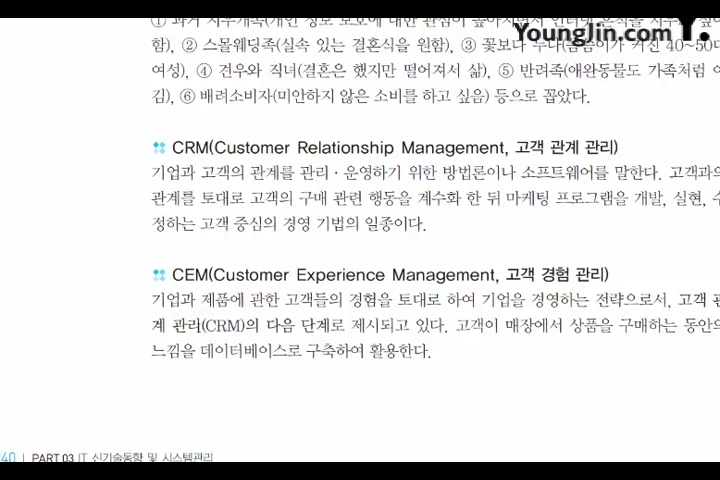 YoungJin.com Y.
① 과거 지우개족(개인 정보 보호에 대한 관심이 높아지면서 인터넷 흔적을 지우고
함), ② 스몰웨딩족(실속 있는 결혼식을 원함), ③ 꽃보다 누나(씀씀이가 커진 40~50대
여성), ④ 견우와 직녀(결혼은 했지만 떨어져서 삶), ⑤ 반려족(애완동물도 가족처럼 여
김), ⑥ 배려소비자(미안하지 않은 소비를 하고 싶음) 등으로 꼽았다.
CRM(Customer Relationship Management, 고객 관계 관리)
기업과 고객의 관계를 관리·운영하기 위한 방법론이나 소프트웨어를 말한다. 고객과의
관계를 토대로 고객의 구매 관련 행동을 계수화 한 뒤 마케팅 프로그램을 개발, 실현, 수
정하는 고객 중심의 경영 기법의 일종이다.
CEM(Customer Experience Management, 고객 경험 관리)
기업과 제품에 관한 고객들의 경험을 토대로 하여 기업을 경영하는 전략으로서, 고객 관
계 관리(CRM)의 다음 단계로 제시되고 있다. 고객이 매장에서 상품을 구매하는 동안의
느낌을 데이터베이스로 구축하여 활용한다.
40 | PART 03 IT 신기술동향 및 시스템관리